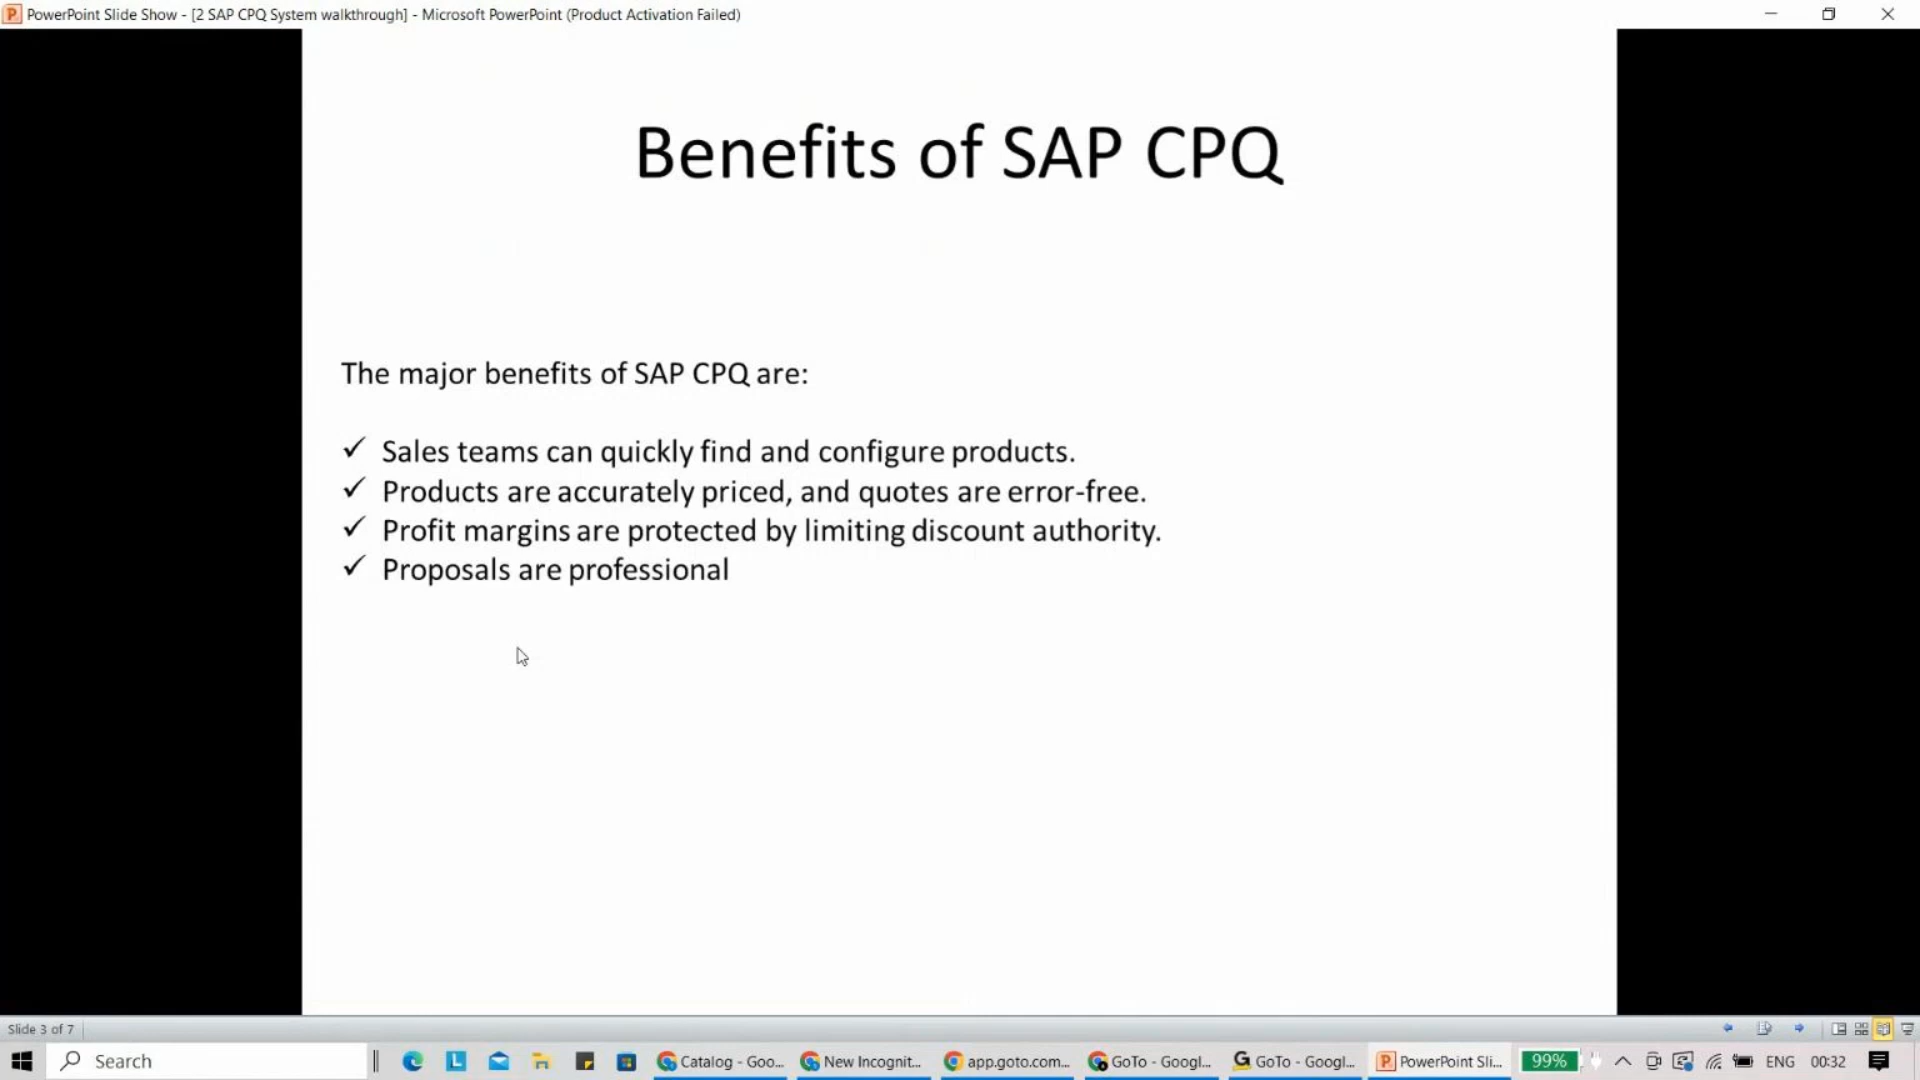 PowerPoint Slide Show - [2 SAP CPQ System walkthrough] - Microsoft PowerPoint (Product Activation Failed)
Benefits of SAP CPQ
The major benefits of SAP CPQ are:
✓ Sales teams can quickly find and configure products.
✓ Products are accurately priced, and quotes are error-free.
✓ Profit margins are protected by limiting discount authority.
✓ Proposals are professional
Slide 3 of 7
Search
Catalog - Goo...
New Incognit...
app.goto.com...
GoTo - Googl...
GoTo - Googl...
PowerPoint Sli...
99%
ENG
00:32